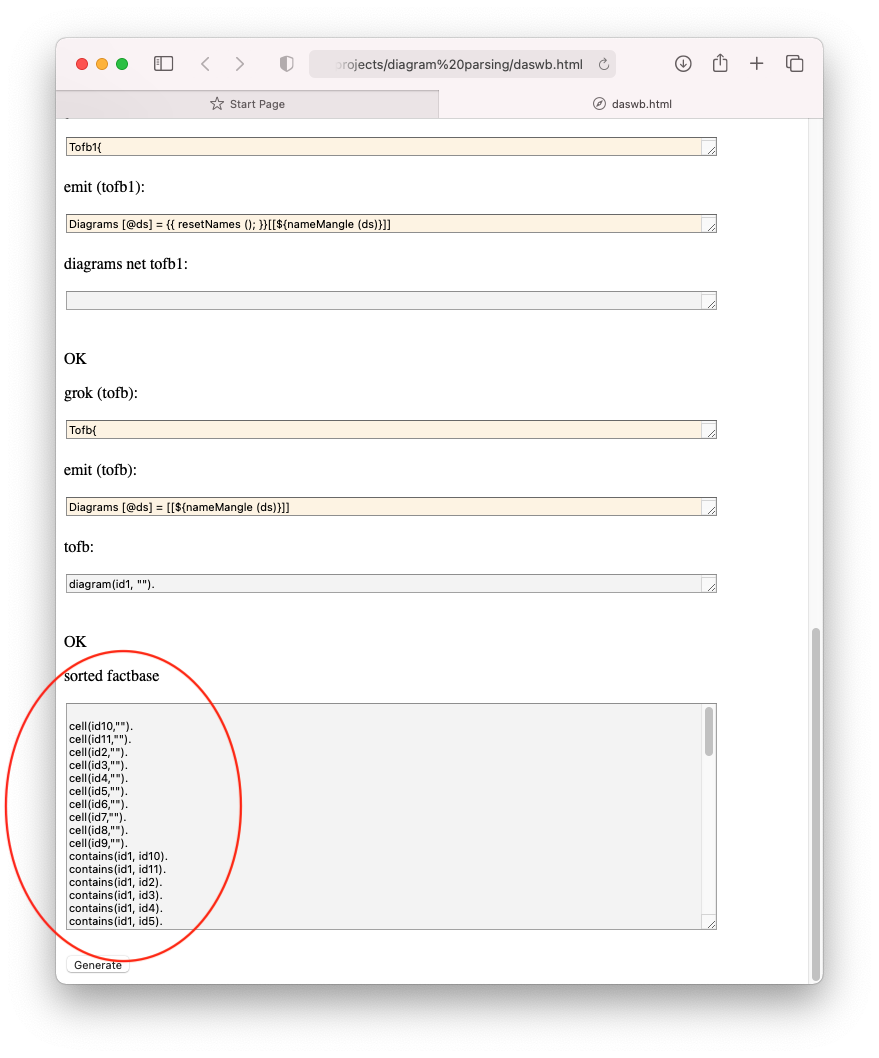 rojects/diagram%20parsing/daswb.html
Start Page
daswb.html
Tofb1{
emit (tofb1):
Diagrams [@ds] = {{ resetNames (); }}[[${nameMangle (ds)}]]
diagrams net tofb1:
OK
grok (tofb):
Tofb{
emit (tofb):
Diagrams [@ds] = [[${nameMangle (ds)}]]
tofb:
diagram(id1, "").
OK
sorted factbase
cell(id10,"").
cell(id11,"").
cell(id2,"").
cell(id3,"").
cell(id4,"").
cell(id5,"").
cell(id6,"").
cell(id7,"").
cell(id8,"").
cell(id9,"").
contains(id1, id10).
contains(id1, id11).
contains(id1, id2).
contains(id1, id3).
contains(id1, id4).
contains(id1, id5).
Generate